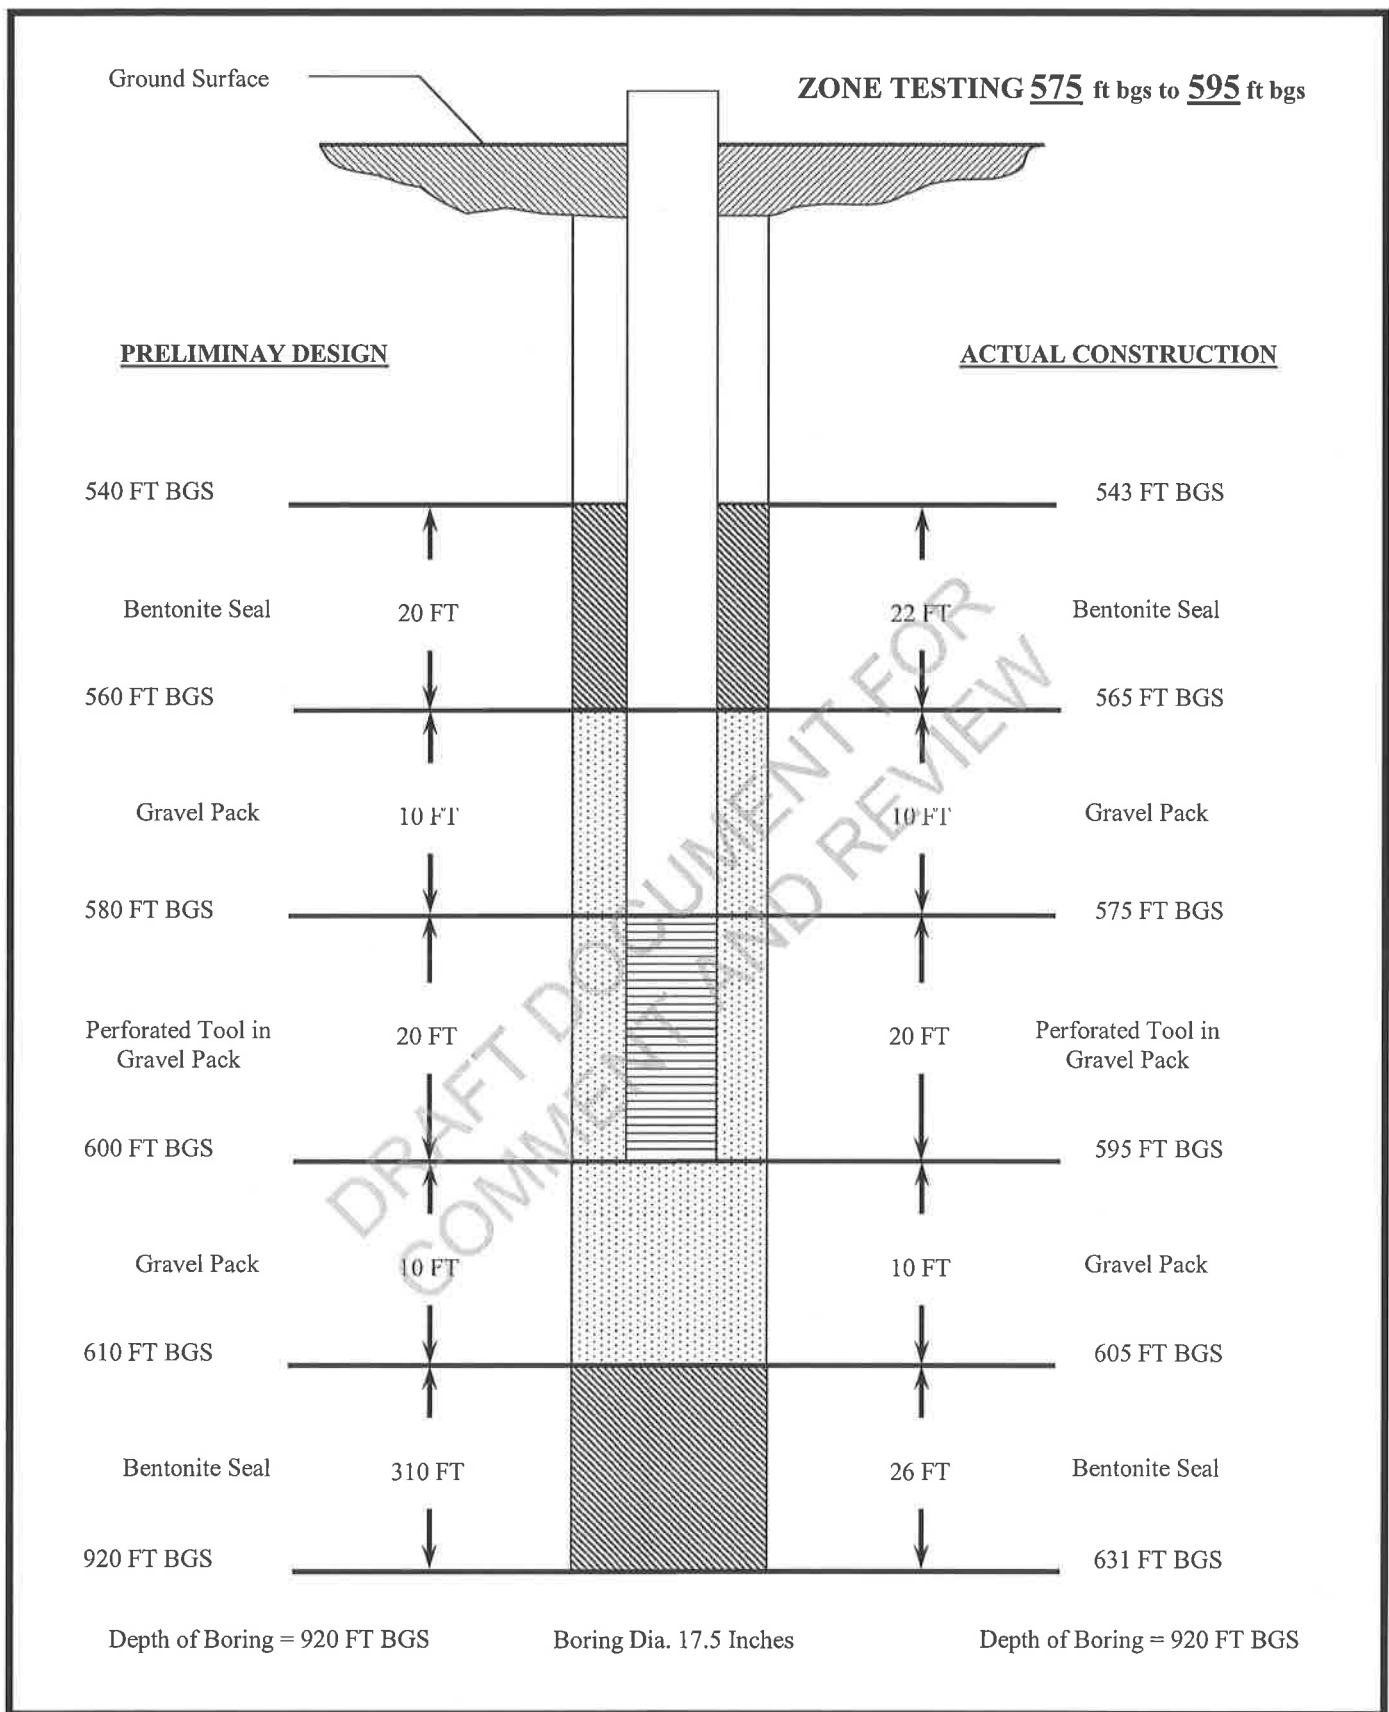 Ground Surface
ZONE TESTING 575 ft bgs to 595 ft bgs
PRELIMINAY DESIGN
ACTUAL CONSTRUCTION
540 FT BGS
543 FT BGS
Bentonite Seal
20 FT
22 FT
Bentonite Seal
560 FT BGS
565 FT BGS
Gravel Pack
10 FT
10 FT
Gravel Pack
580 FT BGS
575 FT BGS
Perforated Tool in
Gravel Pack
20 FT
20 FT
Perforated Tool in
Gravel Pack
600 FT BGS
595 FT BGS
Gravel Pack
10 FT
10 FT
Gravel Pack
610 FT BGS
605 FT BGS
Bentonite Seal
310 FT
26 FT
Bentonite Seal
920 FT BGS
631 FT BGS
Depth of Boring = 920 FT BGS
Boring Dia. 17.5 Inches
Depth of Boring = 920 FT BGS
DRAFT DOCUMENT FOR
COMMENT AND REVIEW